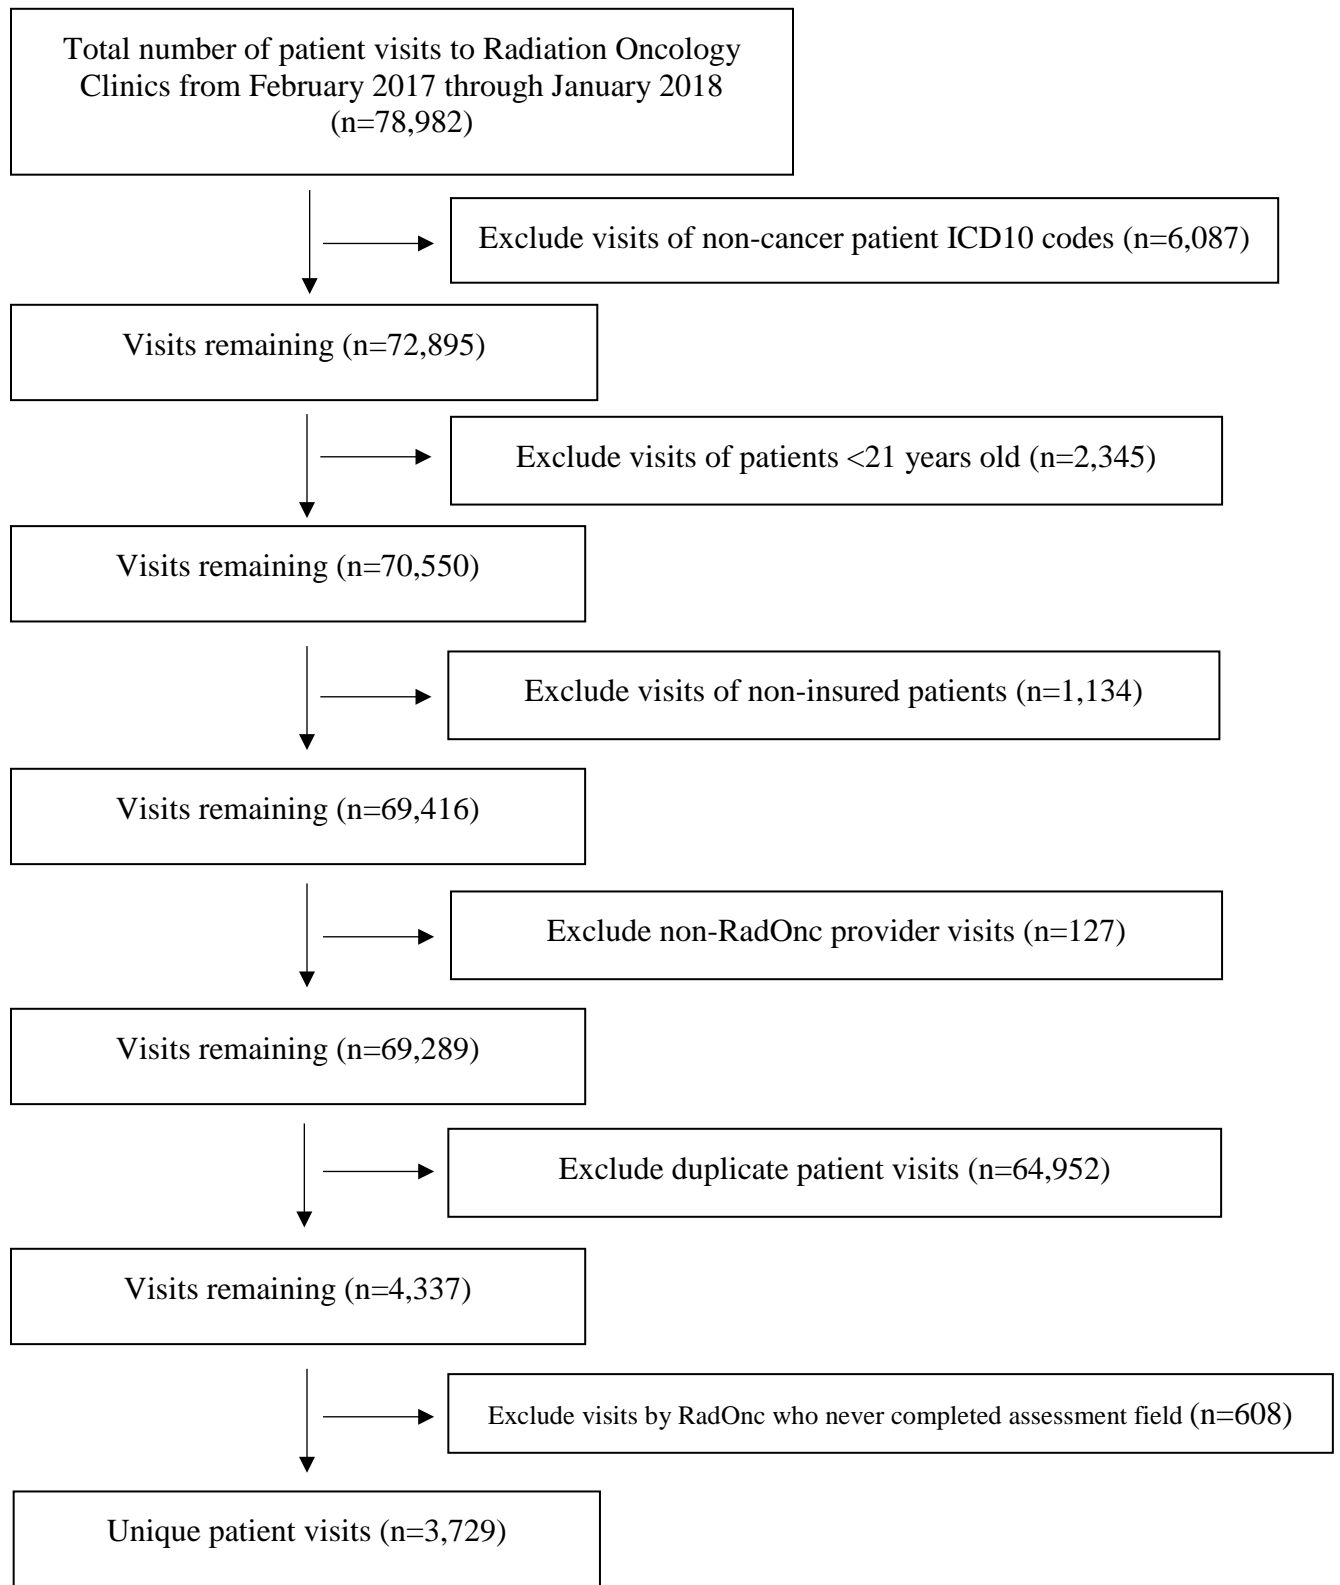 Total number of patient visits to Radiation Oncology
Clinics from February 2017 through January 2018
(n=78,982)
Exclude visits of non-cancer patient ICD10 codes (n=6,087)
Visits remaining (n=72,895)
Exclude visits of patients <21 years old (n=2,345)
Visits remaining (n=70,550)
Exclude visits of non-insured patients (n=1,134)
Visits remaining (n=69,416)
Exclude non-RadOnc provider visits (n=127)
Visits remaining (n=69,289)
Exclude duplicate patient visits (n=64,952)
Visits remaining (n=4,337)
Exclude visits by RadOnc who never completed assessment field (n=608)
Unique patient visits (n=3,729)